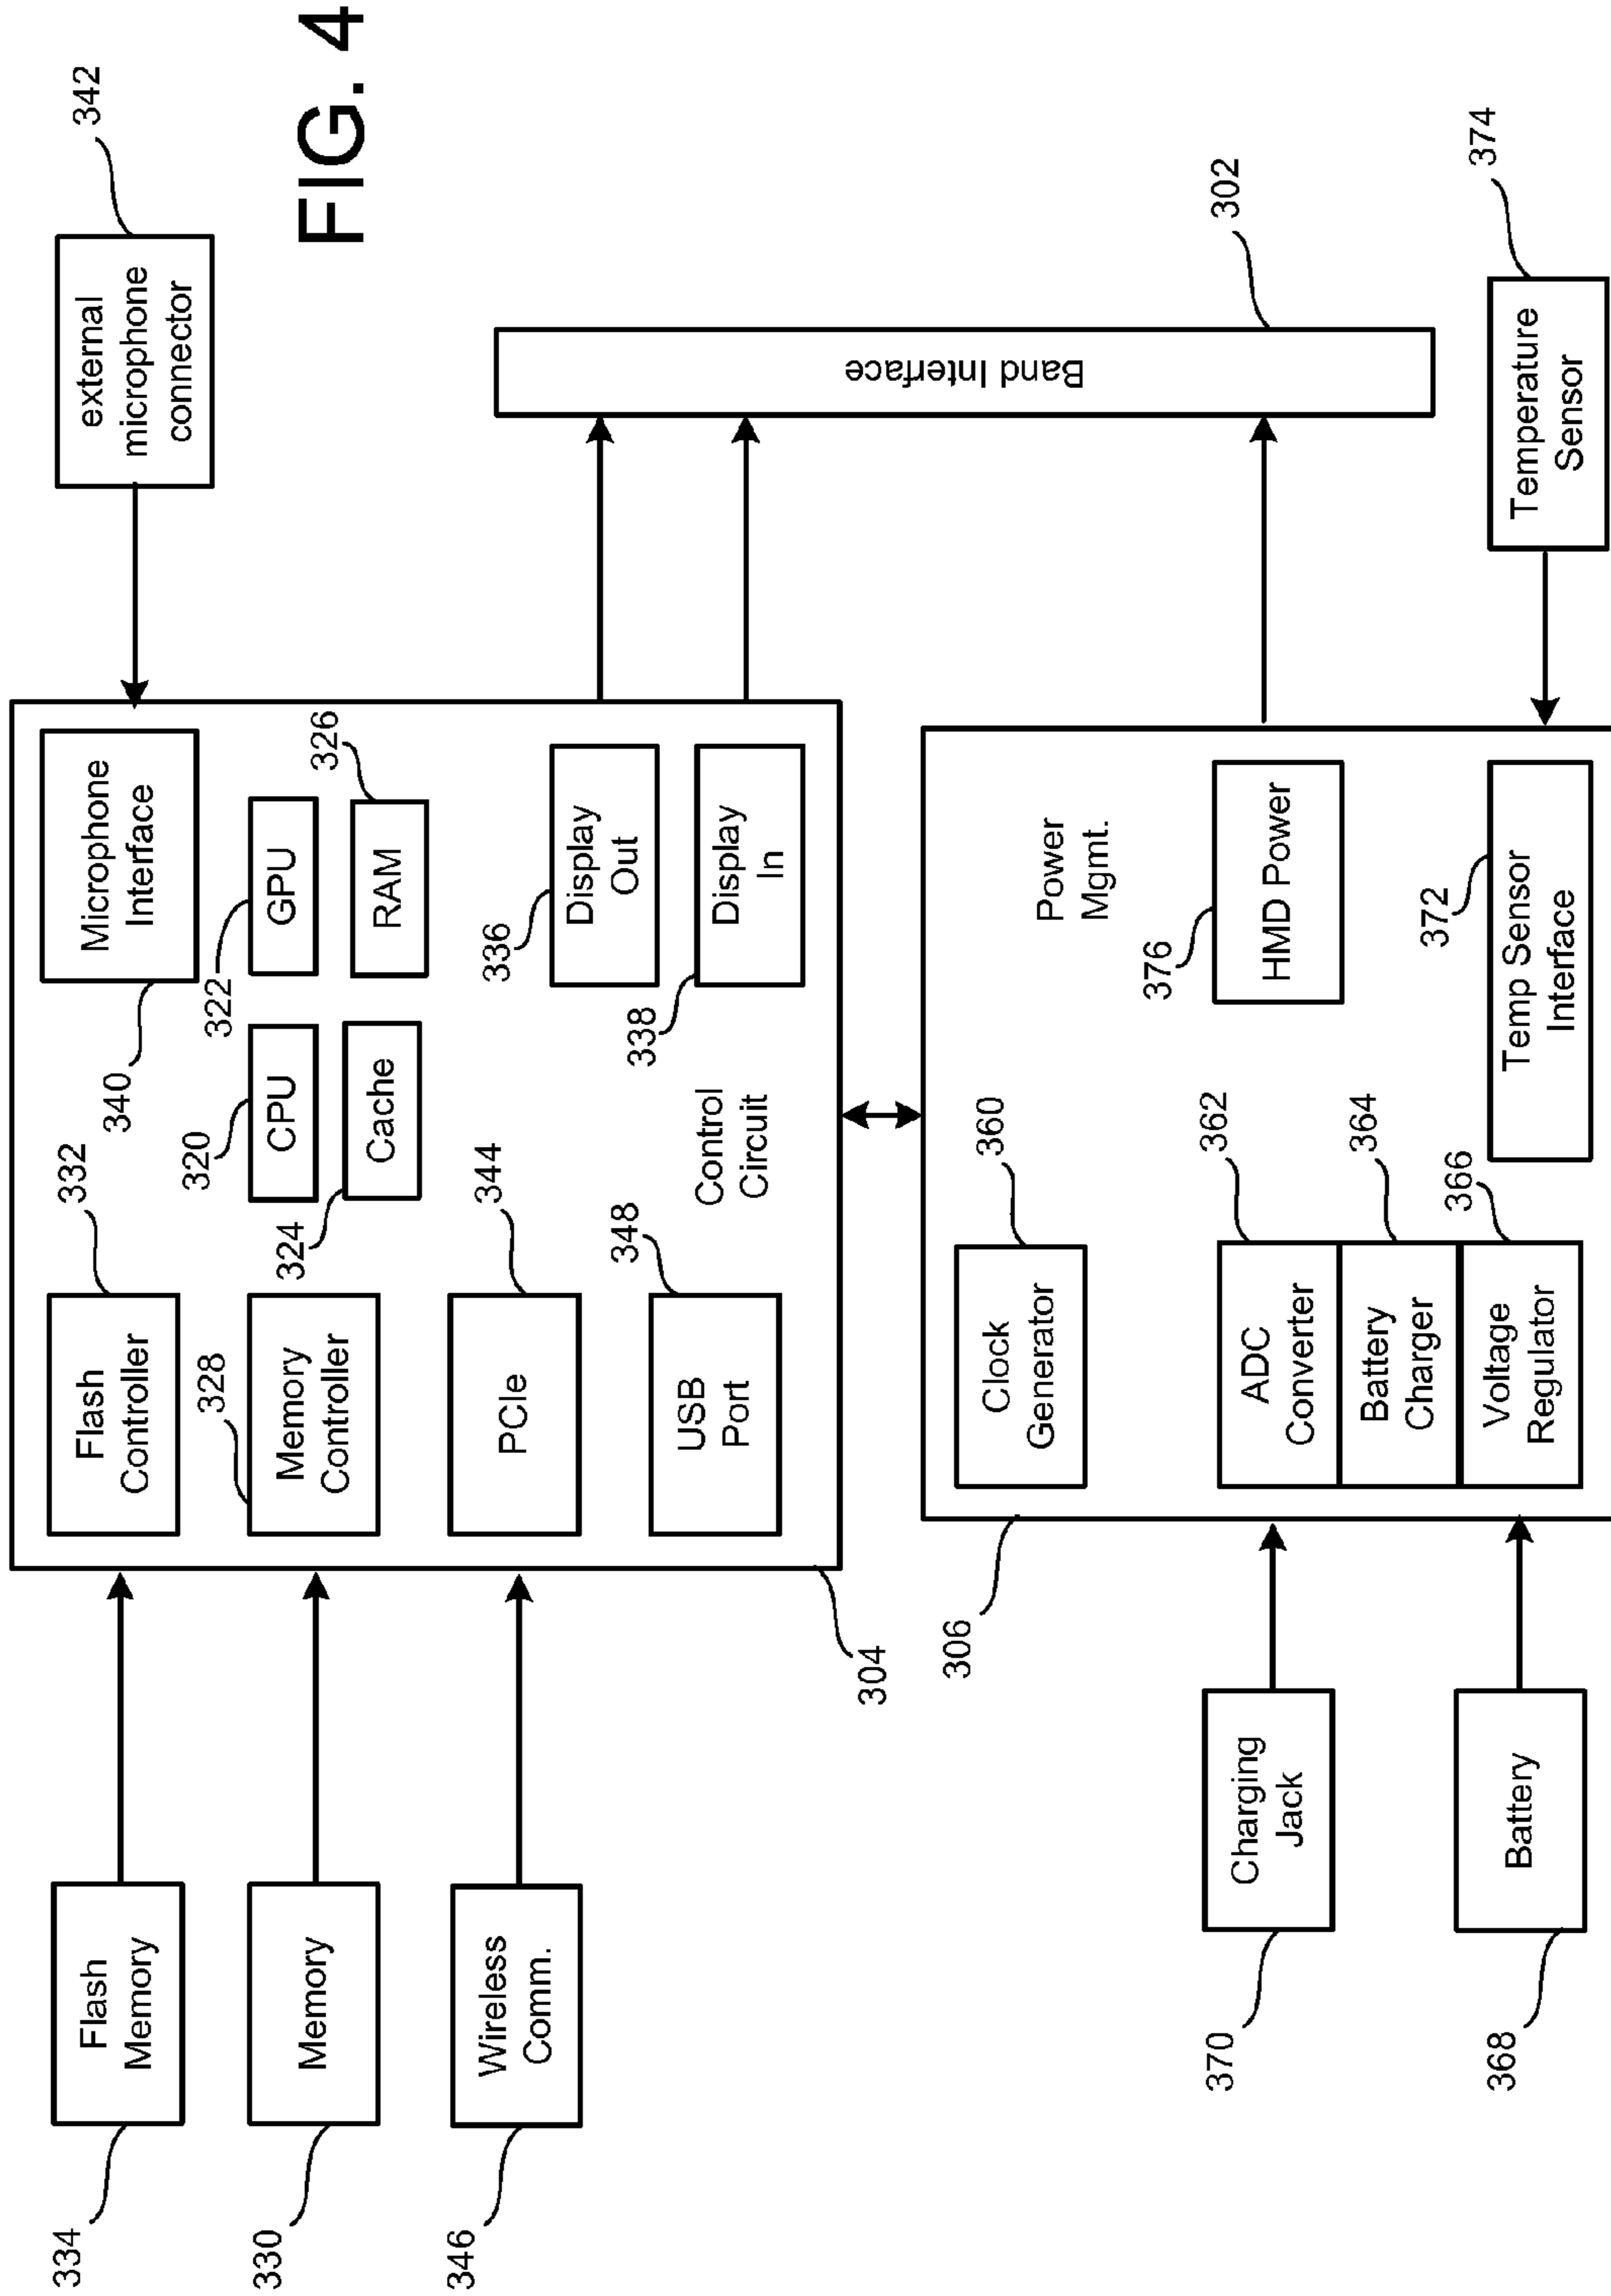 FIG. 4
342
external
microphone
connector
334
Flash
Memory
332
Flash
Controller
340
Microphone
Interface
330
Memory
328
Memory
Controller
320
CPU
322
GPU
324
Cache
326
RAM
346
Wireless
Comm.
344
PCIe
336
Display
Out
348
USB
Port
338
Display
In
Control
Circuit
304
Band Interface
302
306
360
Clock
Generator
Power
Mgmt.
370
Charging
Jack
362
ADC
Converter
364
Battery
Charger
366
Voltage
Regulator
376
HMD Power
368
Battery
372
Temp Sensor
Interface
374
Temperature
Sensor